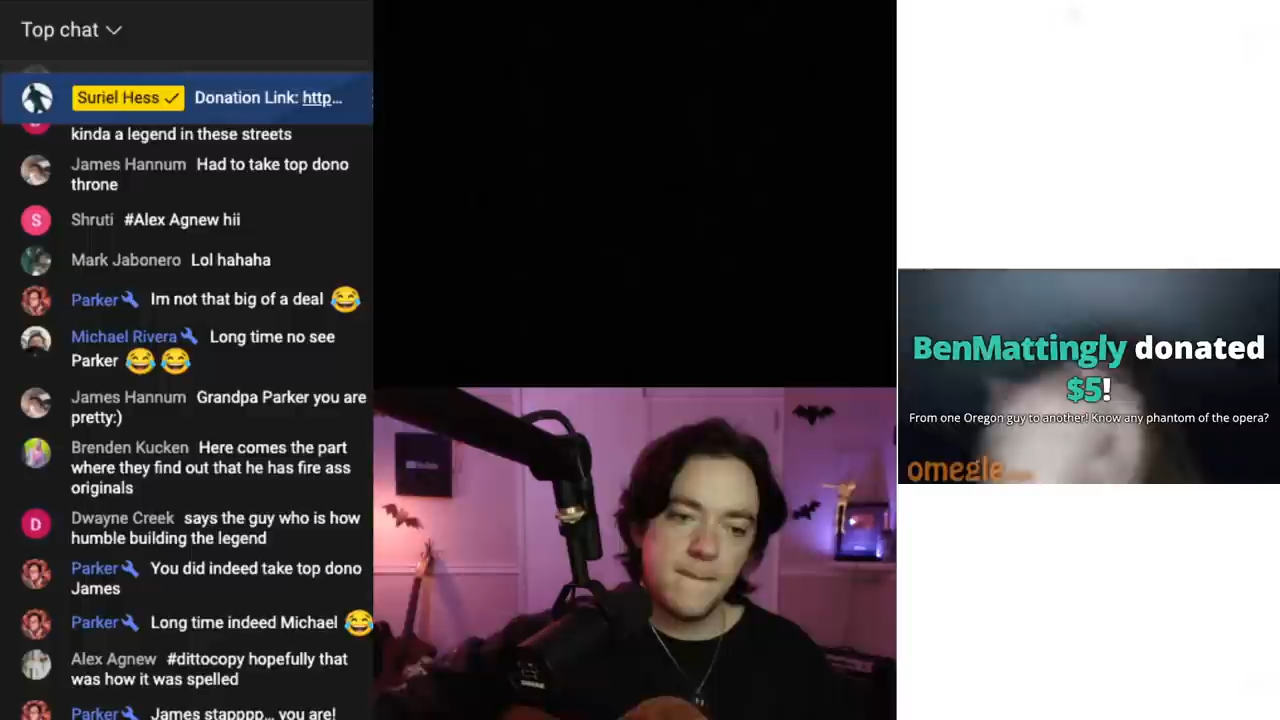 Top chat
Suriel Hess Donation Link: http...
kinda a legend in these streets
James Hannum Had to take top dono
throne
S Shruti #Alex Agnew hii
Mark Jabonero Lol hahaha
Parker Im not that big of a deal 😂
Michael Rivera Long time no see
Parker 😂 😂
James Hannum Grandpa Parker you are
pretty:)
Brenden Kucken Here comes the part
where they find out that he has fire ass
originals
D Dwayne Creek says the guy who is how
humble building the legend
Parker You did indeed take top dono
James
Parker Long time indeed Michael 😂
Alex Agnew #dittocopy hopefully that
was how it was spelled
Parker James stapppp... you are!
BenMattingly donated
$5!
From one Oregon guy to another! Know any phantom of the opera?
omegle